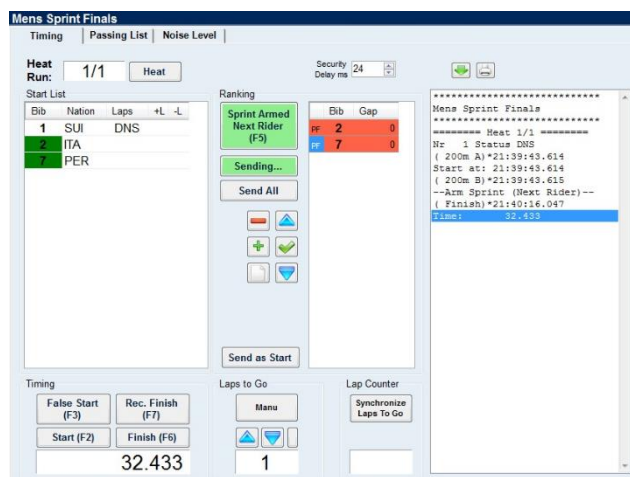 Mens Sprint Finals
Timing Passing List Noise Level
Heat Run: 1/1 Heat
Security Delay ms 24
Start List
Bib Nation Laps +L -L
1 SUI DNS
2 ITA
7 PER
Ranking
Sprint Armed
Next Rider
(F5)
Sending...
Send All
Send as Start
Bib Gap
PF 2 0
PF 7 0
****************************
Mens Sprint Finals
****************************
======== Heat 1/1 ========
Nr 1 Status DNS
( 200m A)*21:39:43.614
Start at: 21:39:43.614
( 200m B)*21:39:43.615
--Arm Sprint (Next Rider)--
( Finish)*21:40:16.047
Time: 32.433
Timing
False Start
(F3)
Rec. Finish
(F7)
Start (F2)
Finish (F6)
32.433
Laps to Go
Manu
1
Lap Counter
Synchronize
Laps To Go